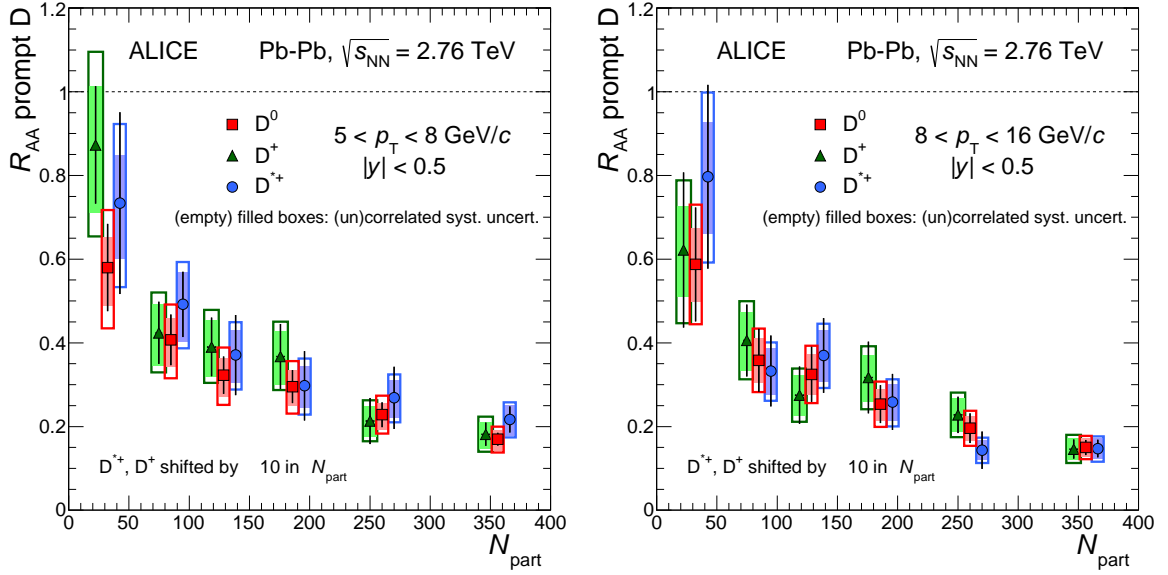 R_AA prompt D
1.2
1
0.8
0.6
0.4
0.2
0
ALICE Pb-Pb, √s_NN = 2.76 TeV
D^0
D^+
D^*+
5 < p_T < 8 GeV/c
|y| < 0.5
(empty) filled boxes: (un)correlated syst. uncert.
D^*+, D^+ shifted by 10 in N_part
0 50 100 150 200 250 300 350 400
N_part
R_AA prompt D
1.2
1
0.8
0.6
0.4
0.2
0
ALICE Pb-Pb, √s_NN = 2.76 TeV
D^0
D^+
D^*+
8 < p_T < 16 GeV/c
|y| < 0.5
(empty) filled boxes: (un)correlated syst. uncert.
D^*+, D^+ shifted by 10 in N_part
0 50 100 150 200 250 300 350 400
N_part